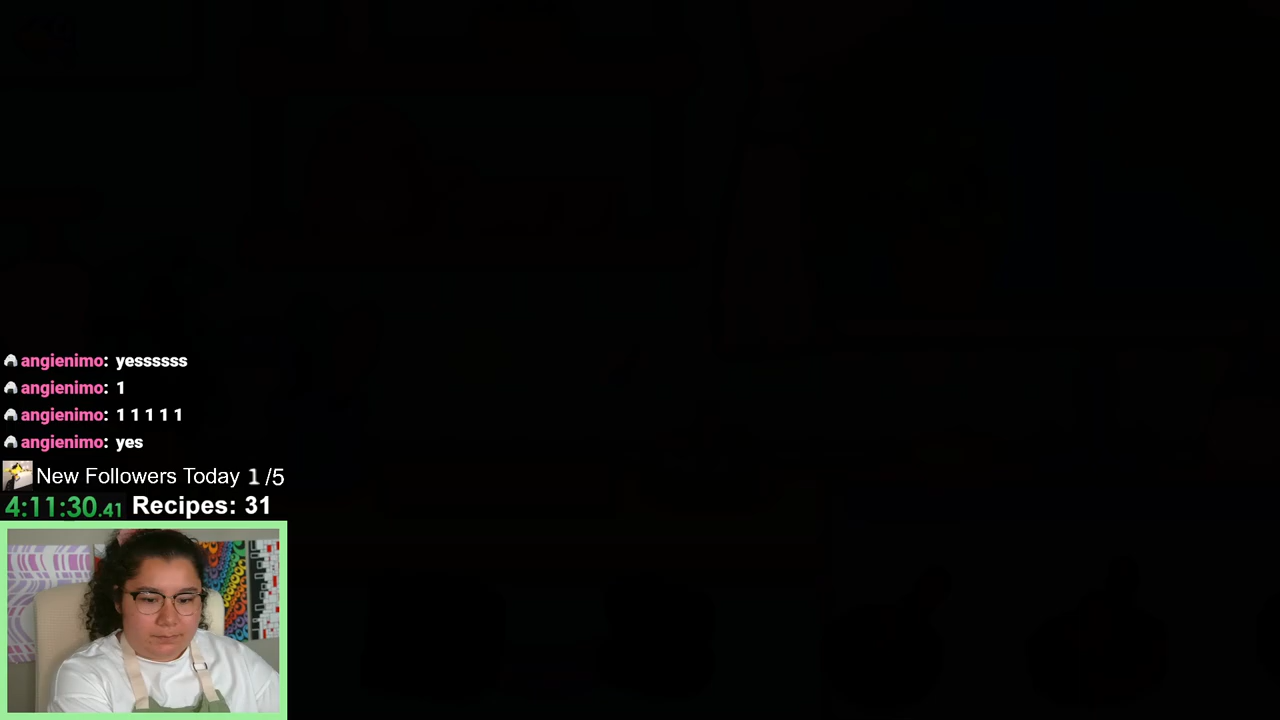 angienimo: yessssss
angienimo: 1
angienimo: 1 1 1 1 1
angienimo: yes
New Followers Today 1 /5
4:11:30.41 Recipes: 31